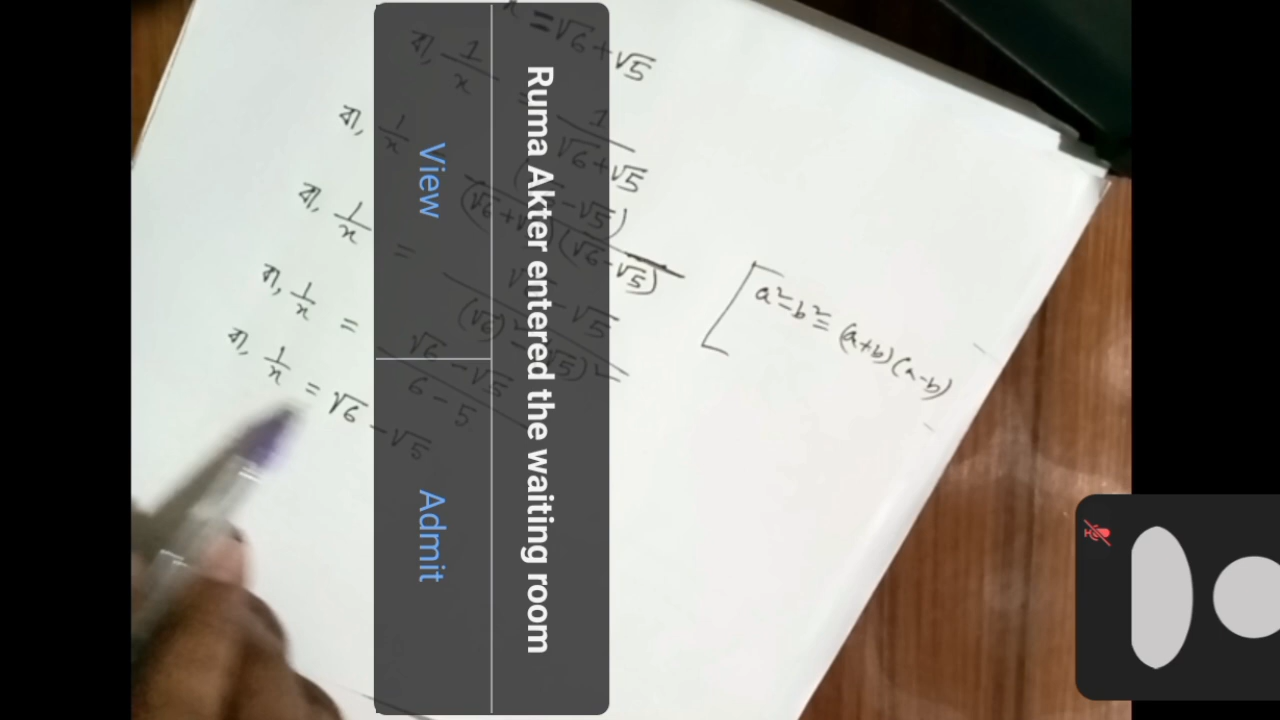 x = √6 + √5
বা, 1/x = 1/(√6 + √5)
বা, 1/x = (√6 - √5)/((√6 + √5)(√6 - √5))
বা, 1/x = (√6 - √5)/((√6)² - (√5)²) [a² - b² = (a+b)(a-b)
বা, 1/x = (√6 - √5)/(6 - 5)
বা, 1/x = √6 - √5
Ruma Akter entered the waiting room
View
Admit